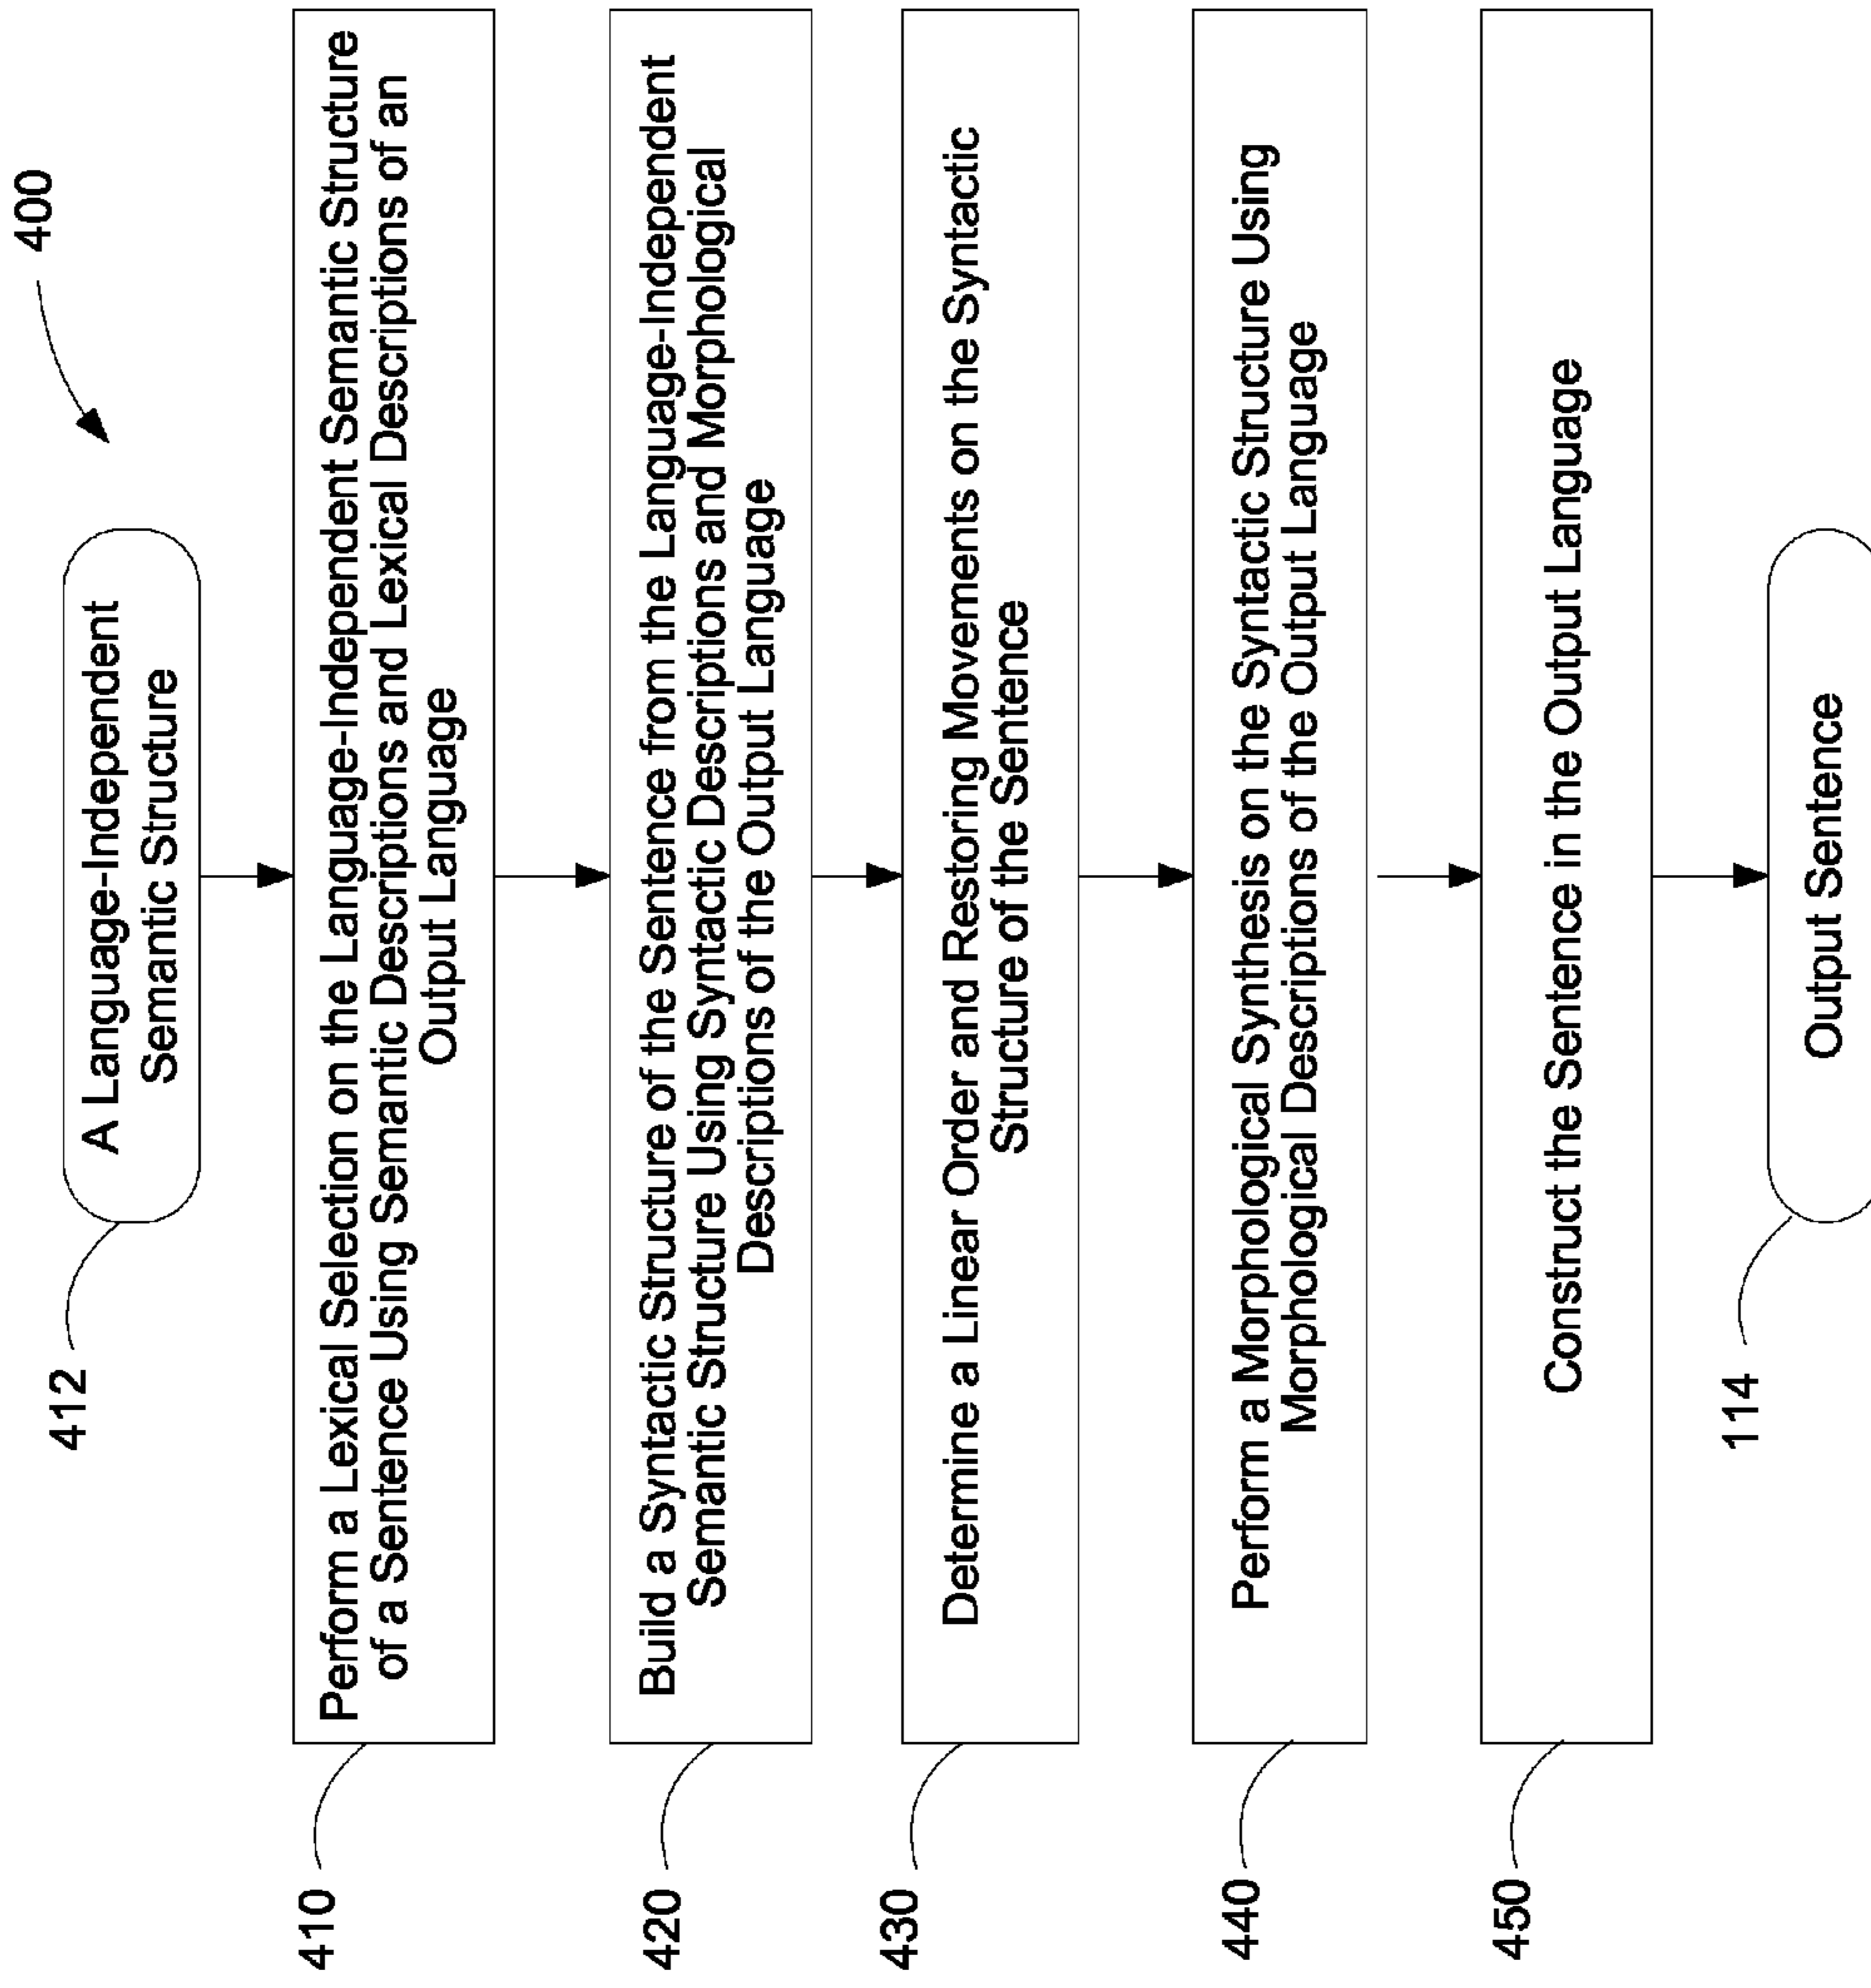 400
412
A Language-Independent
Semantic Structure
410
Perform a Lexical Selection on the Language-Independent Semantic Structure
of a Sentence Using Semantic Descriptions and Lexical Descriptions of an
Output Language
420
Build a Syntactic Structure of the Sentence from the Language-Independent
Semantic Structure Using Syntactic Descriptions and Morphological
Descriptions of the Output Language
430
Determine a Linear Order and Restoring Movements on the Syntactic
Structure of the Sentence
440
Perform a Morphological Synthesis on the Syntactic Structure Using
Morphological Descriptions of the Output Language
450
Construct the Sentence in the Output Language
114
Output Sentence